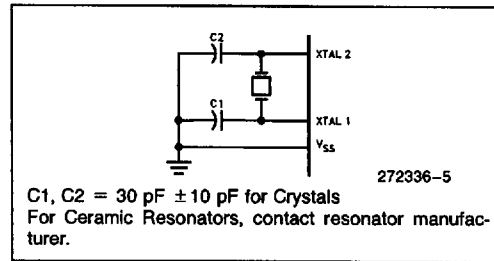 C2
XTAL 2
C1
XTAL 1
VSS
272336–5
C1, C2 = 30 pF ±10 pF for Crystals
For Ceramic Resonators, contact resonator manufac-
turer.